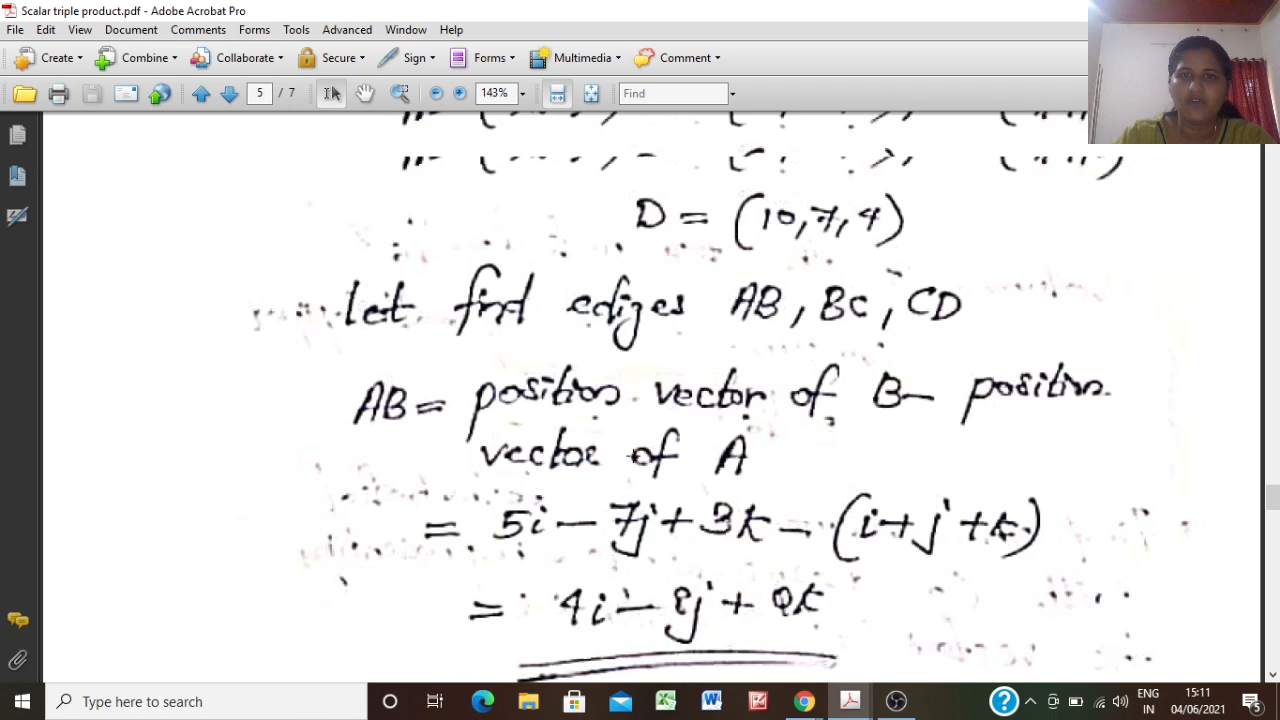 Scalar triple product.pdf - Adobe Acrobat Pro
File Edit View Document Comments Forms Tools Advanced Window Help
Create Combine Collaborate Secure Sign Forms Multimedia Comment
5 / 7 143% Find
D = (10,7,4)
Let find ediges AB, BC, CD
AB = position vector of B - position
vector of A
= 5i - 7j + 3k - (i + j + k)
= 4i - 8j + 2k
Type here to search
ENG 15:11
IN 04/06/2021 5